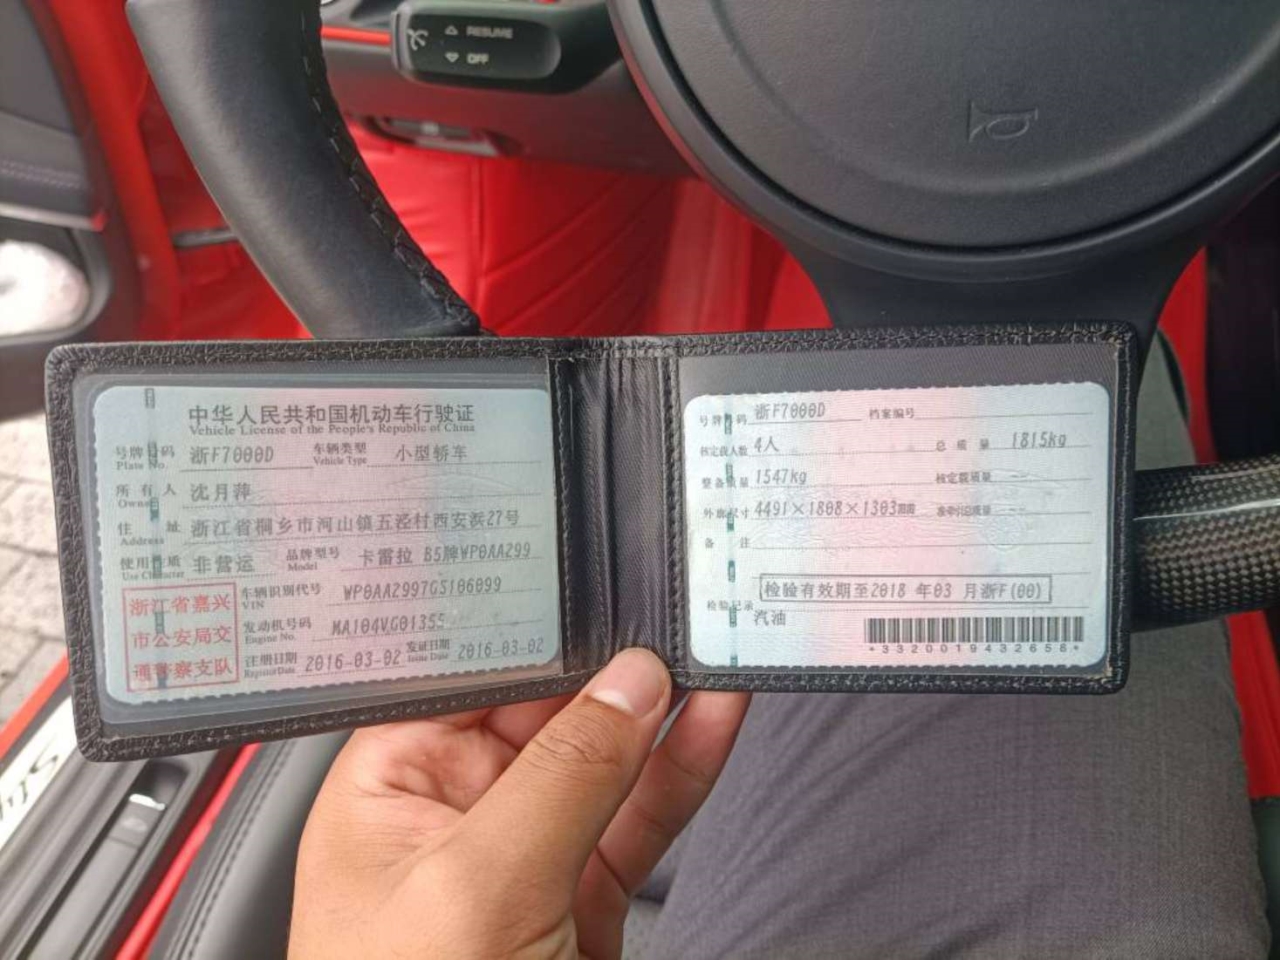 RESUME
OFF
中华人民共和国机动车行驶证
Vehicle License of the People's Republic of China
号牌号码 浙F7000D 车辆类型 小型轿车
Plate No. Vehicle Type
所有人 沈月萍
Owner
住址 浙江省桐乡市河山镇五泾村西安浜27号
Address
使用性质 非营运 品牌型号 卡雷拉 B5牌WP0AA299
Use Character Model
浙江省嘉兴
市公安局交
通警察支队
车辆识别代号 WP0AA2997GS106099
VIN
发动机号码 MA104VG01355
Engine No.
注册日期 2016-03-02 发证日期 2016-03-02
Register Date Issue Date
号牌号码 浙F7000D 档案编号
核定载人数 4人 总质量 1815kg
整备质量 1547kg 核定载质量 --
外廓尺寸 4491×1808×1303 准牵引总质量 --
备注
检验有效期至2018 年03 月浙F(00)
检验记录
汽油
*3320019432658*